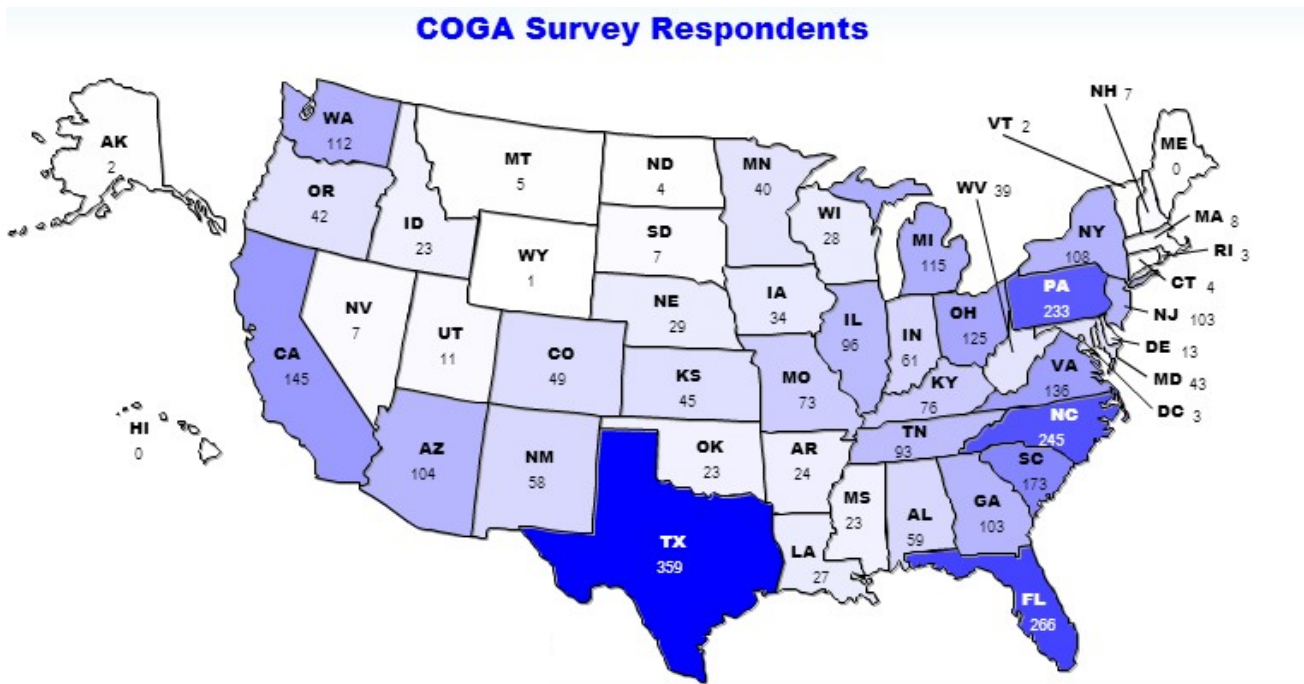 COGA Survey Respondents
NH 7
VT 2
WA
112
AK
2
ME
0
MT
5
ND
4
MN
40
WV 39
OR
42
WI
28
MA 8
ID
23
SD
7
MI
115
NY
108
RI 3
WY
1
CT 4
PA
233
NE
29
IA
34
NV
7
NJ 103
UT
11
IL
96
IN
61
OH
125
DE 13
CA
145
CO
49
KS
45
MO
73
KY
76
VA
136
MD 43
DC 3
HI
0
NC
245
TN
93
AZ
104
NM
58
OK
23
AR
24
SC
173
MS
23
AL
59
GA
103
TX
359
LA
27
FL
266